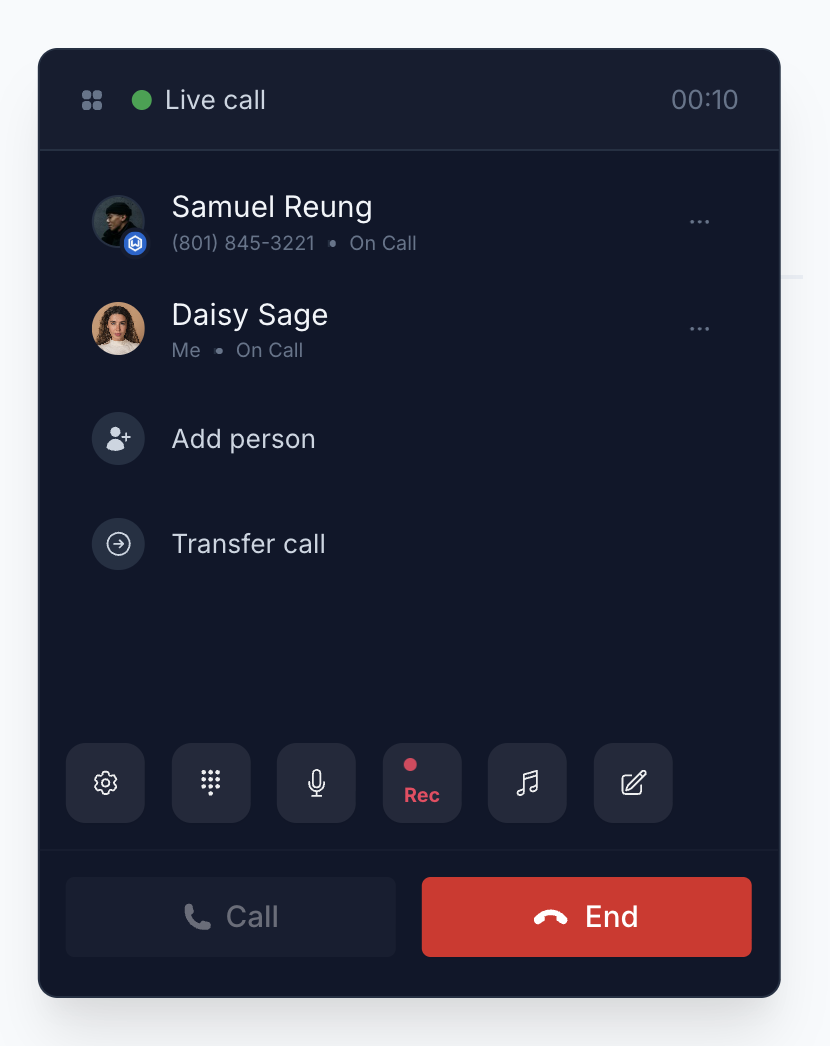 Live call 00:10
Samuel Reung
(801) 845-3221 • On Call
Daisy Sage
Me • On Call
Add person
Transfer call
Rec
Call End